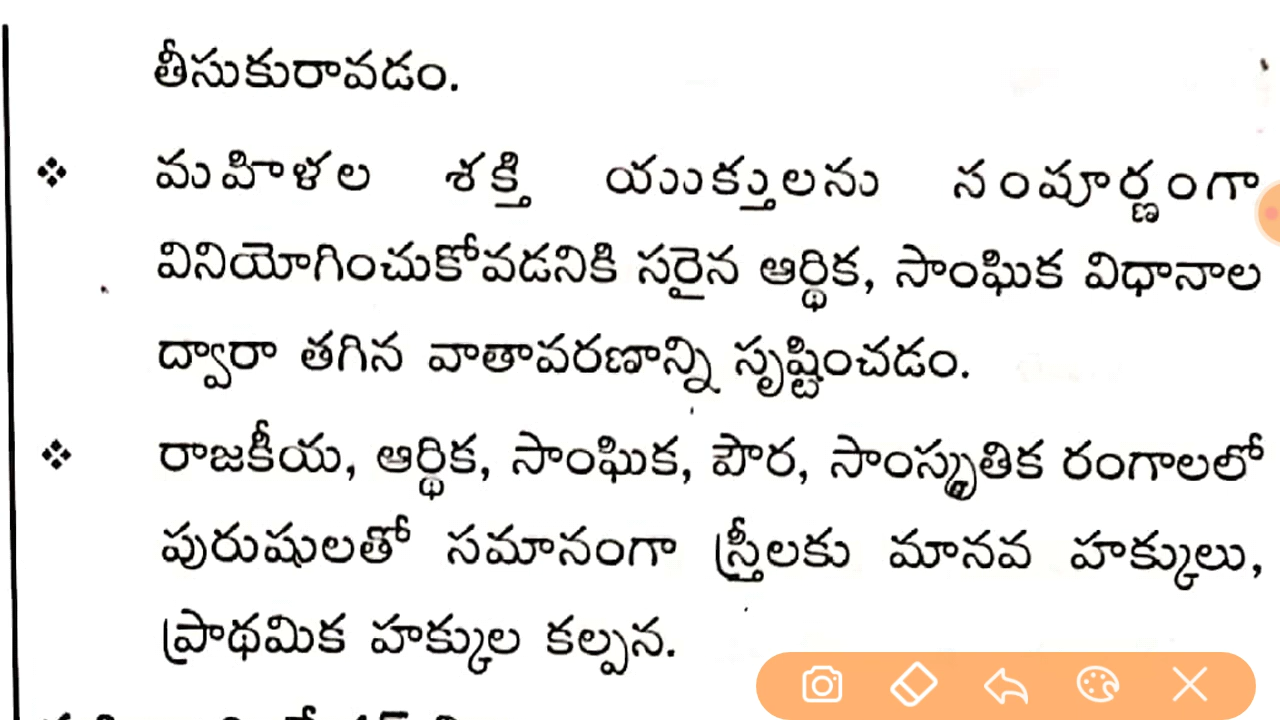 తీసుకురావడం.
❖ మహిళల శక్తి యుక్తులను సంపూర్ణంగా
వినియోగించుకోవడనికి సరైన ఆర్థిక, సాంఘిక విధానాల
ద్వారా తగిన వాతావరణాన్ని సృష్టించడం.
❖ రాజకీయ, ఆర్థిక, సాంఘిక, పౌర, సాంస్కృతిక రంగాలలో
పురుషులతో సమానంగా స్త్రీలకు మానవ హక్కులు,
ప్రాథమిక హక్కుల కల్పన.